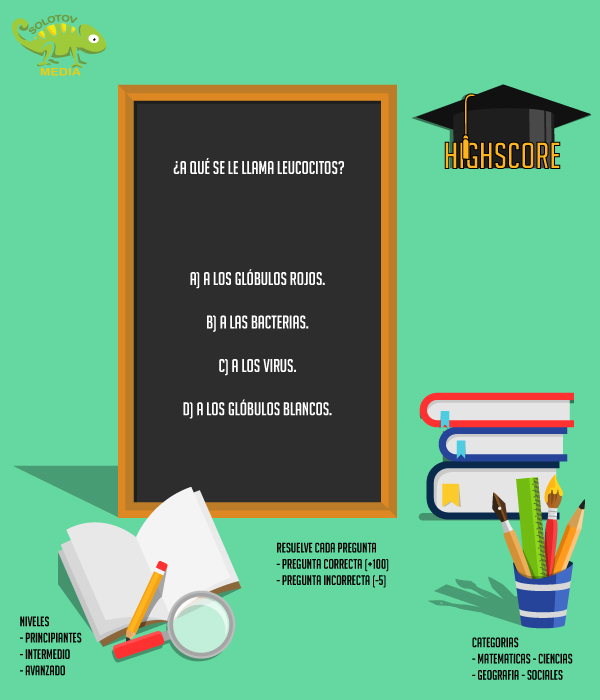 SOLOTOV
MEDIA
HIGHSCORE
¿A QUÉ SE LE LLAMA LEUCOCITOS?
A) A LOS GLÓBULOS ROJOS.
B) A LAS BACTERIAS.
C) A LOS VIRUS.
D) A LOS GLÓBULOS BLANCOS.
RESUELVE CADA PREGUNTA
- PREGUNTA CORRECTA (+100)
- PREGUNTA INCORRECTA (-5)
NIVELES
- PRINCIPIANTES
- INTERMEDIO
- AVANZADO
CATEGORIAS
- MATEMATICAS - CIENCIAS
- GEOGRAFIA - SOCIALES